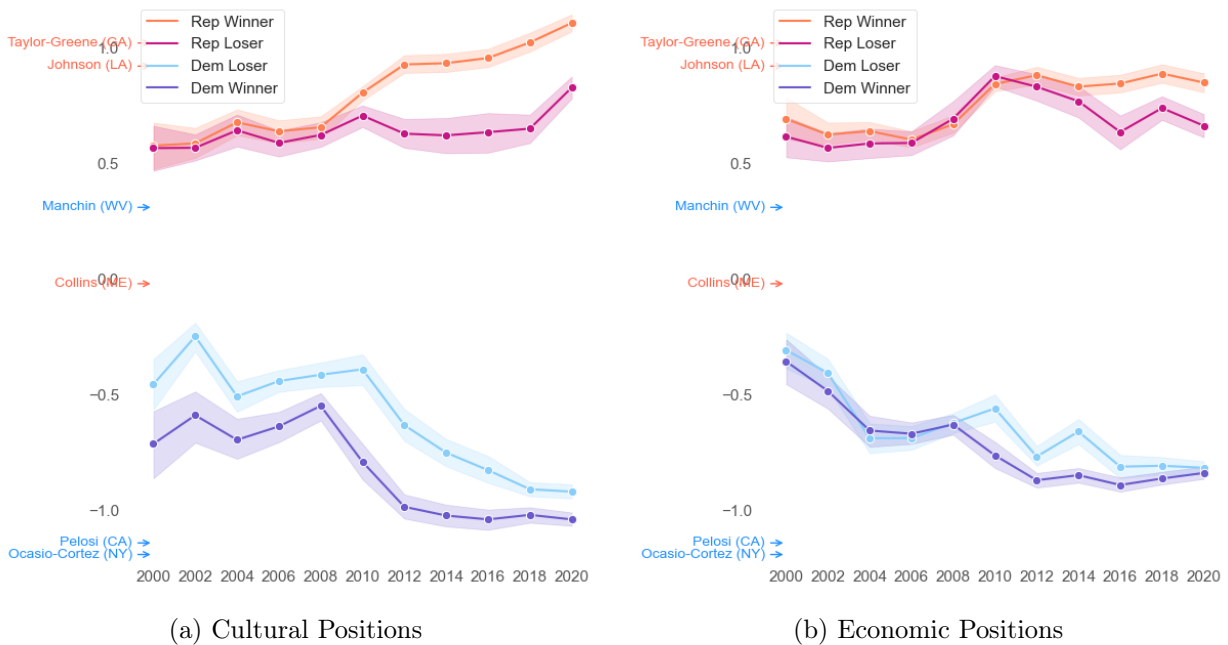 Rep Winner
Rep Loser
Dem Loser
Dem Winner
Taylor-Greene (GA)
1.0
Johnson (LA)
0.5
Manchin (WV)
0.0
Collins (ME)
−0.5
−1.0
Pelosi (CA)
Ocasio-Cortez (NY)
2000 2002 2004 2006 2008 2010 2012 2014 2016 2018 2020
(a) Cultural Positions
Rep Winner
Rep Loser
Dem Loser
Dem Winner
Taylor-Greene (GA)
1.0
Johnson (LA)
0.5
Manchin (WV)
0.0
Collins (ME)
−0.5
−1.0
Pelosi (CA)
Ocasio-Cortez (NY)
2000 2002 2004 2006 2008 2010 2012 2014 2016 2018 2020
(b) Economic Positions